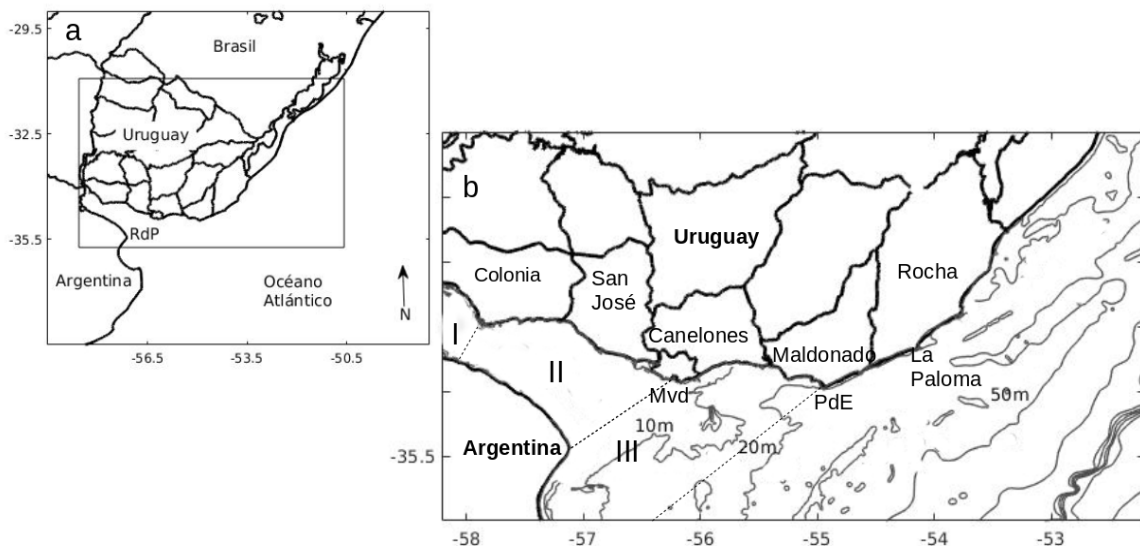 a
-29.5
Brasil
-32.5
Uruguay
-35.5
RdP
Argentina
Océano
Atlántico
N
-56.5
-53.5
-50.5
b
Uruguay
Colonia
San
José
Rocha
I
Canelones
II
Maldonado
La
Paloma
Mvd
PdE
50m
10m
20m
Argentina
III
-35.5
-58
-57
-56
-55
-54
-53